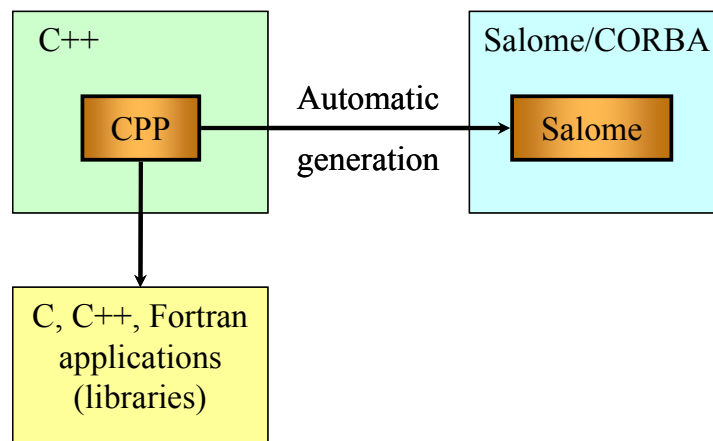 C++
Salome/CORBA
CPP
Automatic
generation
Salome
C, C++, Fortran
applications
(libraries)